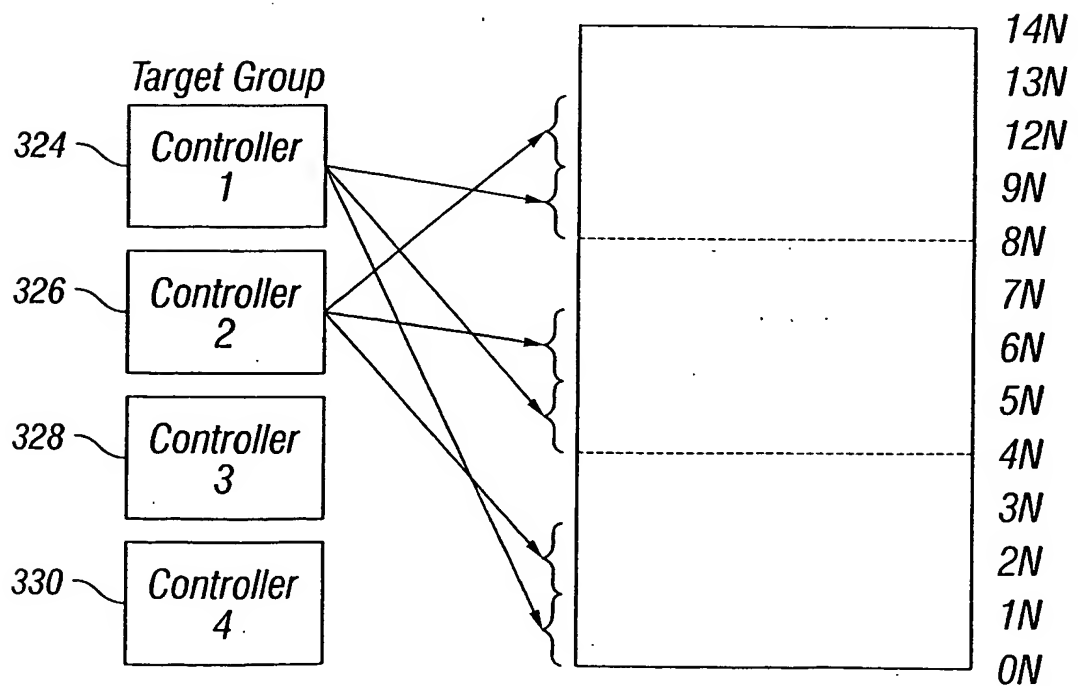 Target Group
324
Controller
1
326
Controller
2
328
Controller
3
330
Controller
4
14N
13N
12N
9N
8N
7N
6N
5N
4N
3N
2N
1N
0N